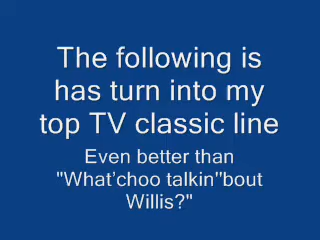 The following is
has turn into my
top TV classic line
Even better than
"What’choo talkin''bout
Willis?"